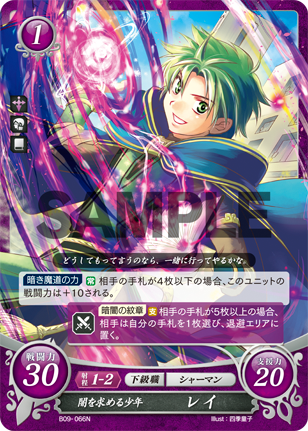 1
SAMPLE
どうしてもってすうのなら、一緒に行ってやるかな。
暗き魔道の力 常 相手の手札が4枚以下の場合、このユニットの
戦闘力は+10される。
暗闇の紋章 支 相手の手札が5枚以上の場合、
相手は自分の手札を1枚選び、退避エリアに
置く。
戦闘力 30
射程 1-2 下級職 シャーマン
支援力 20
闇を求める少年 レイ
B09-066N
Illust:四季童子